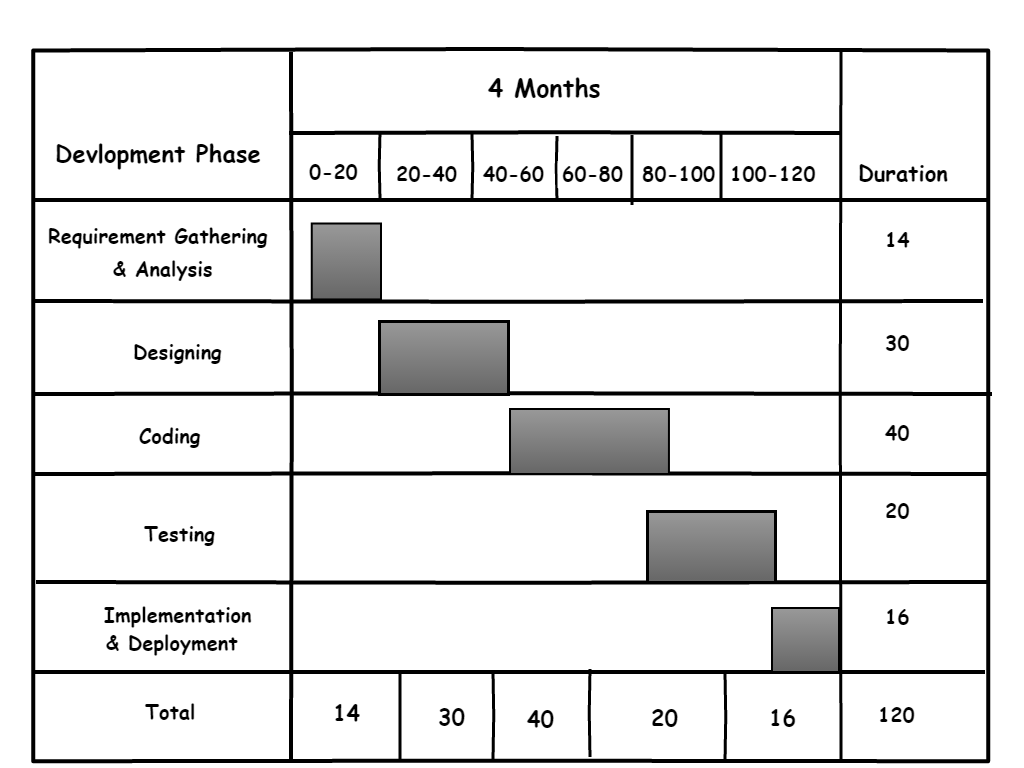 4 Months
Devlopment Phase
0-20 20-40 40-60 60-80 80-100 100-120 Duration
Requirement Gathering
& Analysis
14
Designing 30
Coding 40
Testing 20
Implementation
& Deployment
16
Total 14 30 40 20 16 120